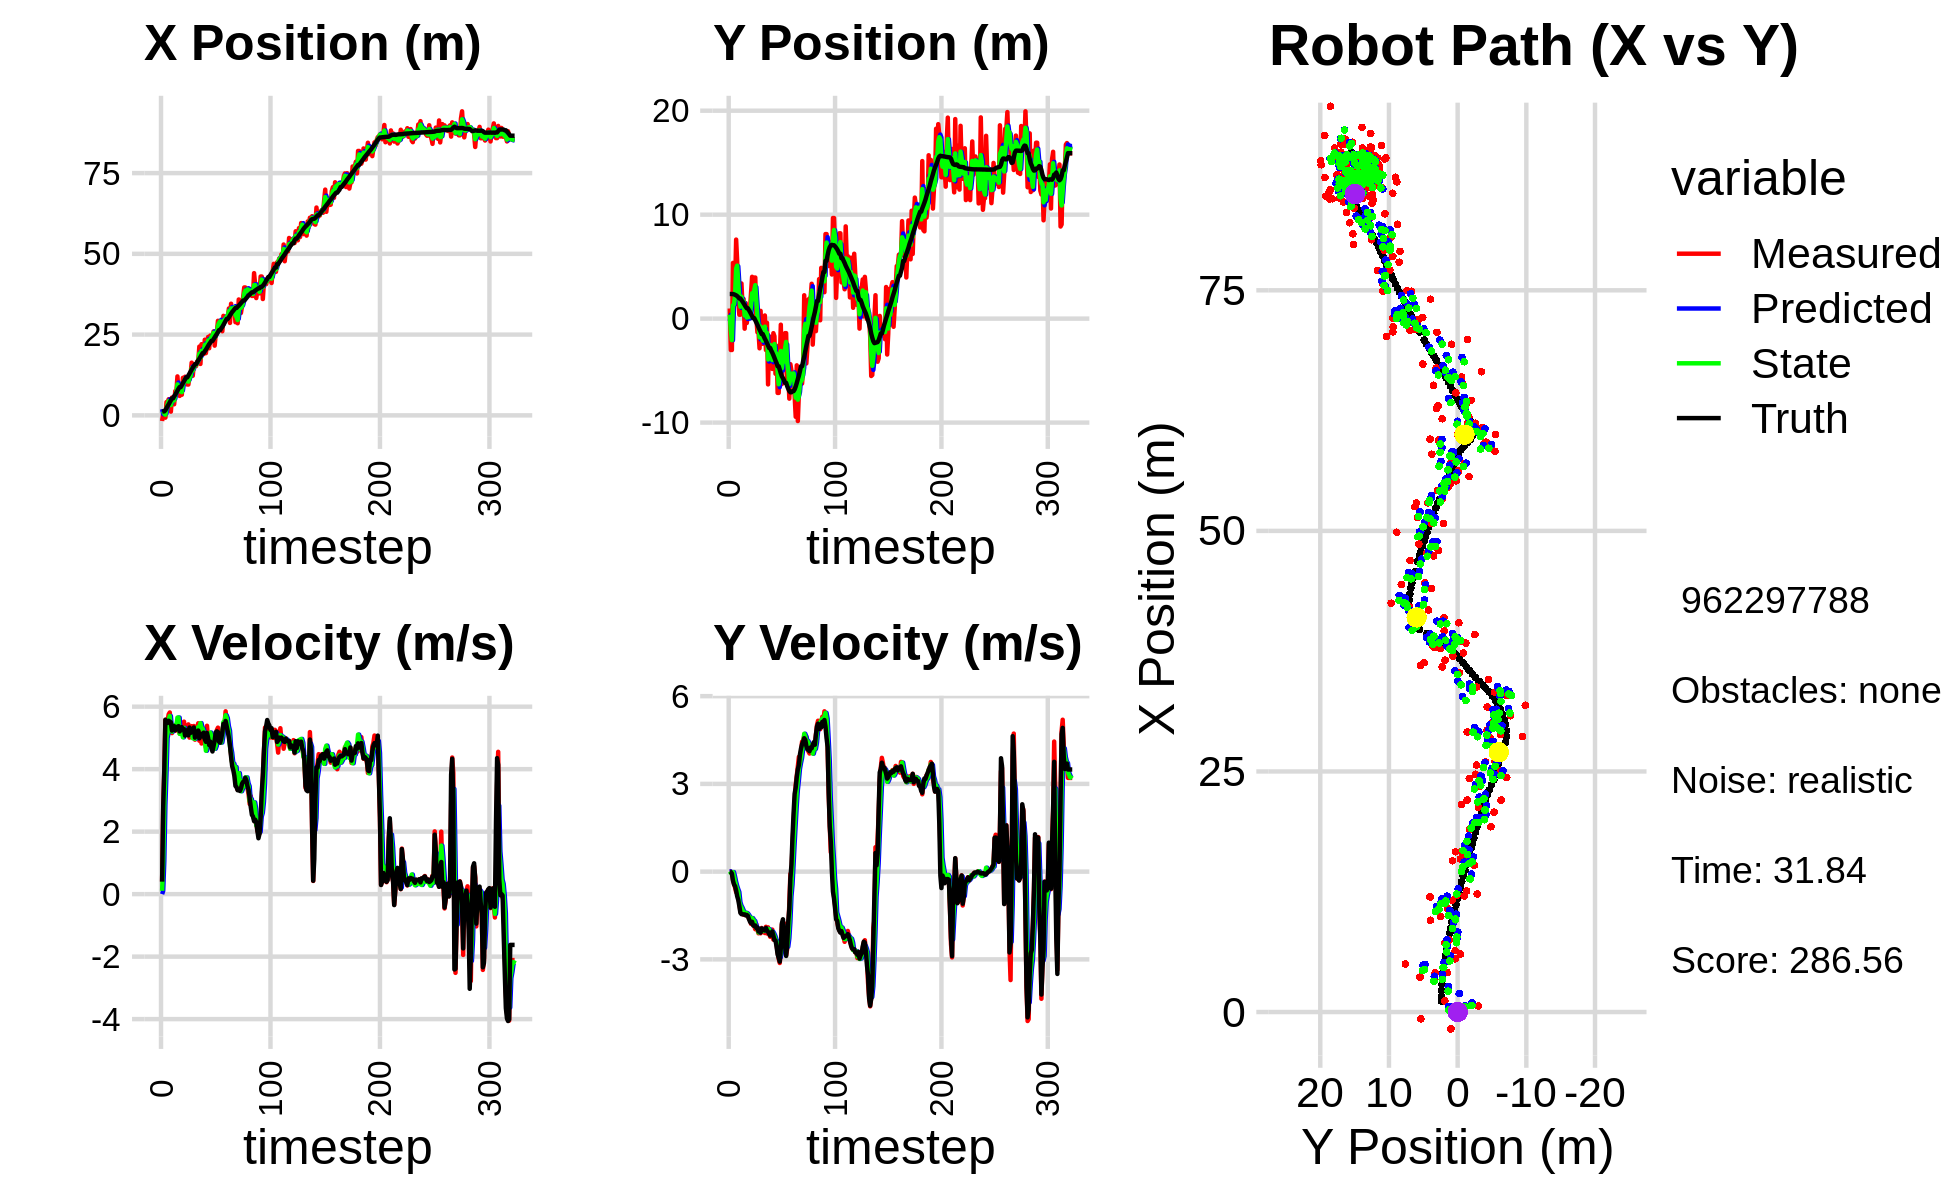 X Position (m)
75
50
25
0
0 100 200 300
timestep
Y Position (m)
20
10
0
-10
0 100 200 300
timestep
X Velocity (m/s)
6
4
2
0
-2
-4
0 100 200 300
timestep
Y Velocity (m/s)
6
3
0
-3
0 100 200 300
timestep
Robot Path (X vs Y)
X Position (m)
75
50
25
0
20 10 0 -10 -20
Y Position (m)
variable
Measured
Predicted
State
Truth
962297788
Obstacles: none
Noise: realistic
Time: 31.84
Score: 286.56